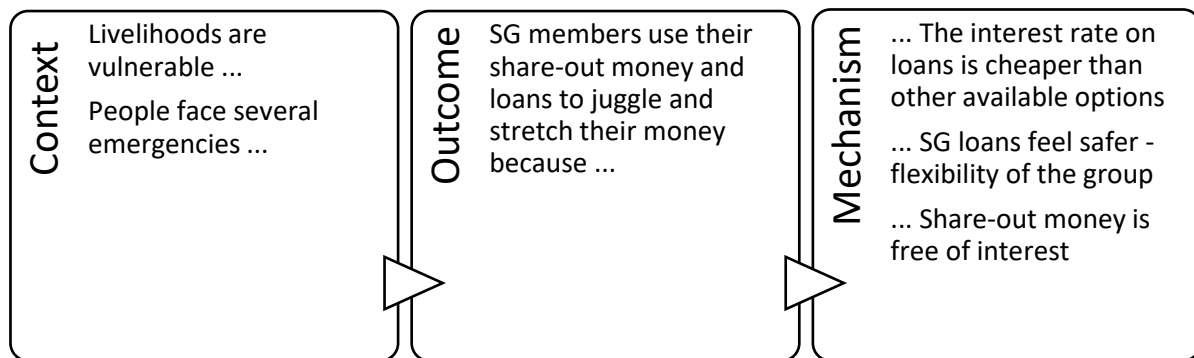 Context
Livelihoods are
vulnerable ...
People face several
emergencies ...
Outcome
SG members use their
share-out money and
loans to juggle and
stretch their money
because ...
Mechanism
... The interest rate on
loans is cheaper than
other available options
... SG loans feel safer -
flexibility of the group
... Share-out money is
free of interest